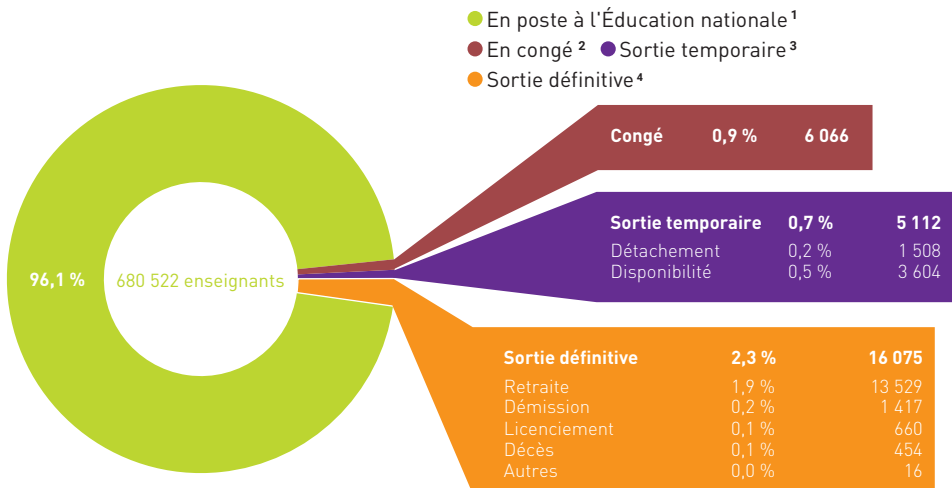 En poste à l'Éducation nationale ¹
En congé ² Sortie temporaire ³
Sortie définitive ⁴
Congé 0,9 % 6 066
Sortie temporaire 0,7 % 5 112
Détachement 0,2 % 1 508
Disponibilité 0,5 % 3 604
96,1 % 680 522 enseignants
Sortie définitive 2,3 % 16 075
Retraite 1,9 % 13 529
Démission 0,2 % 1 417
Licenciement 0,1 % 660
Décès 0,1 % 454
Autres 0,0 % 16